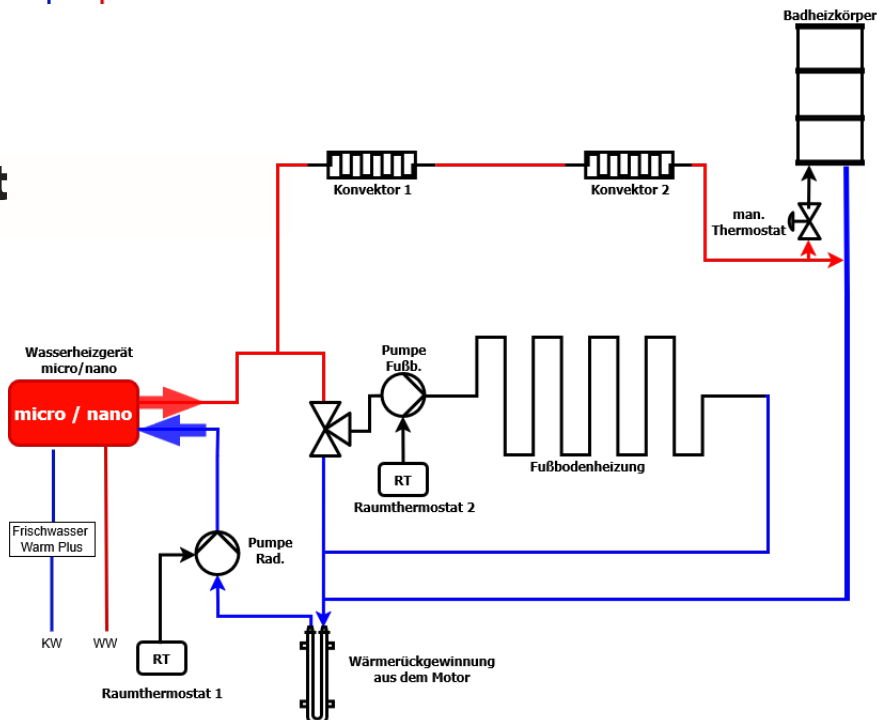 Badheizkörper
t
Konvektor 1
Konvektor 2
man.
Thermostat
Wasserheizgerät
micro/nano
micro / nano
Pumpe
Fußb.
RT
Raumthermostat 2
Fußbodenheizung
Frischwasser
Warm Plus
Pumpe
Rad.
KW
WW
RT
Raumthermostat 1
Wärmerückgewinnung
aus dem Motor